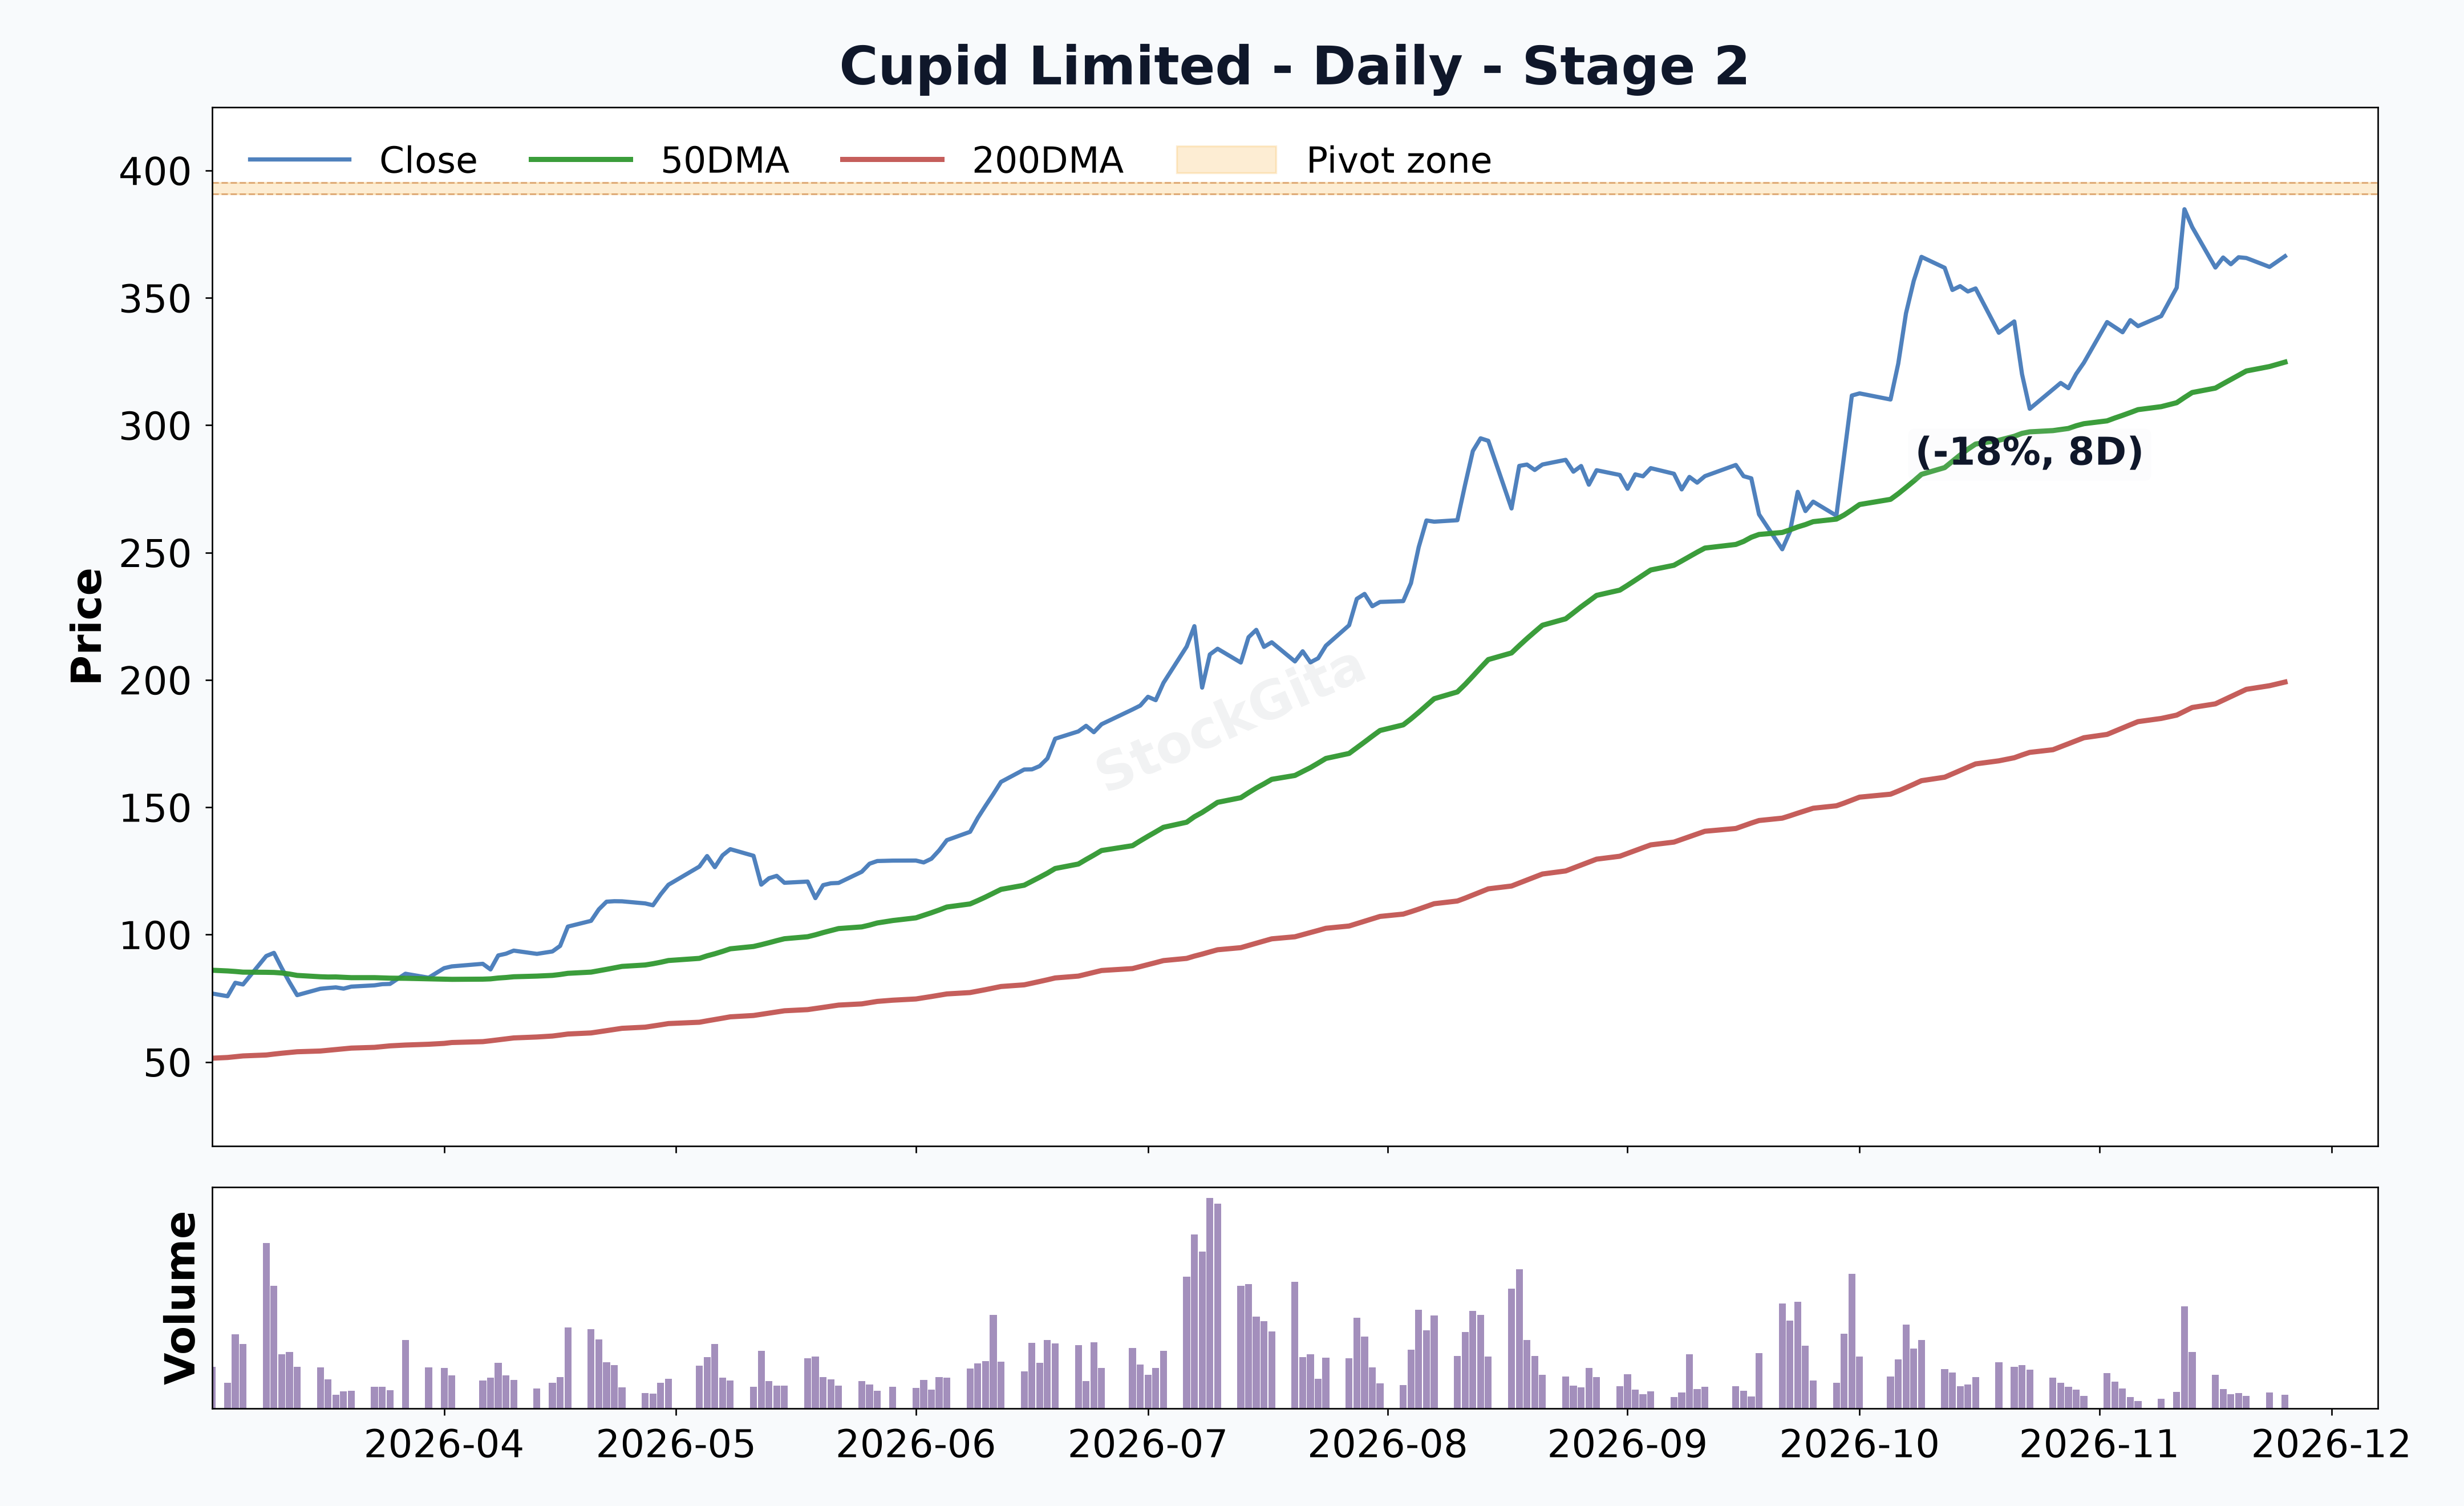 Cupid Limited - Daily - Stage 2
Close 50DMA 200DMA Pivot zone
400
350
300
250
200
150
100
50
Price
(-18%, 8D)
StockGita
Volume
2026-04 2026-05 2026-06 2026-07 2026-08 2026-09 2026-10 2026-11 2026-12